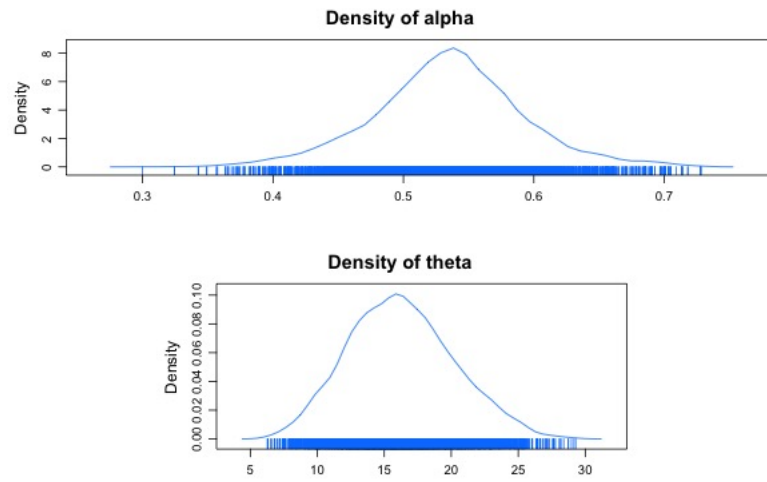 Density of alpha
Density
0 2 4 6 8
0.3 0.4 0.5 0.6 0.7
Density of theta
Density
0.00 0.02 0.04 0.06 0.08 0.10
5 10 15 20 25 30